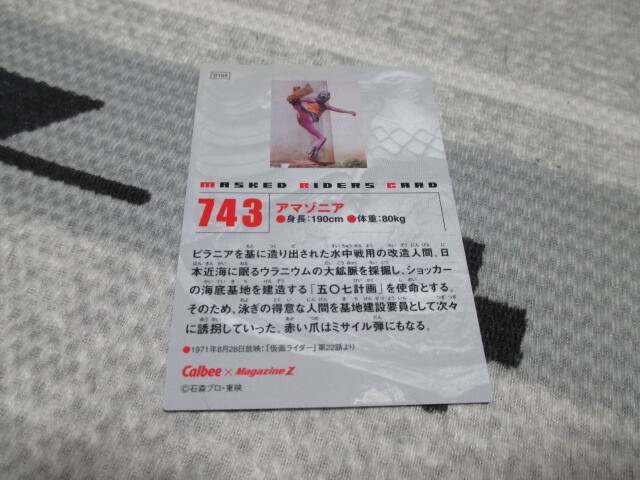 MASKED RIDERS CARD
743
アマゾニア
●身長:190cm ●体重:80kg
ピラニアを基に造り出された水中戦用の改造人間。日
本近海に眠るウラニウムの大鉱脈を採掘し、ショッカー
の海底基地を建造する「五〇七計画」を使命とする。
そのため、泳ぎの得意な人間を基地建設要員として次々
に誘拐していった。赤い爪はミサイル弾にもなる。
●1971年8月28日放映:「仮面ライダー」第22話より
Calbee × Magazine Z
©石森プロ・東映